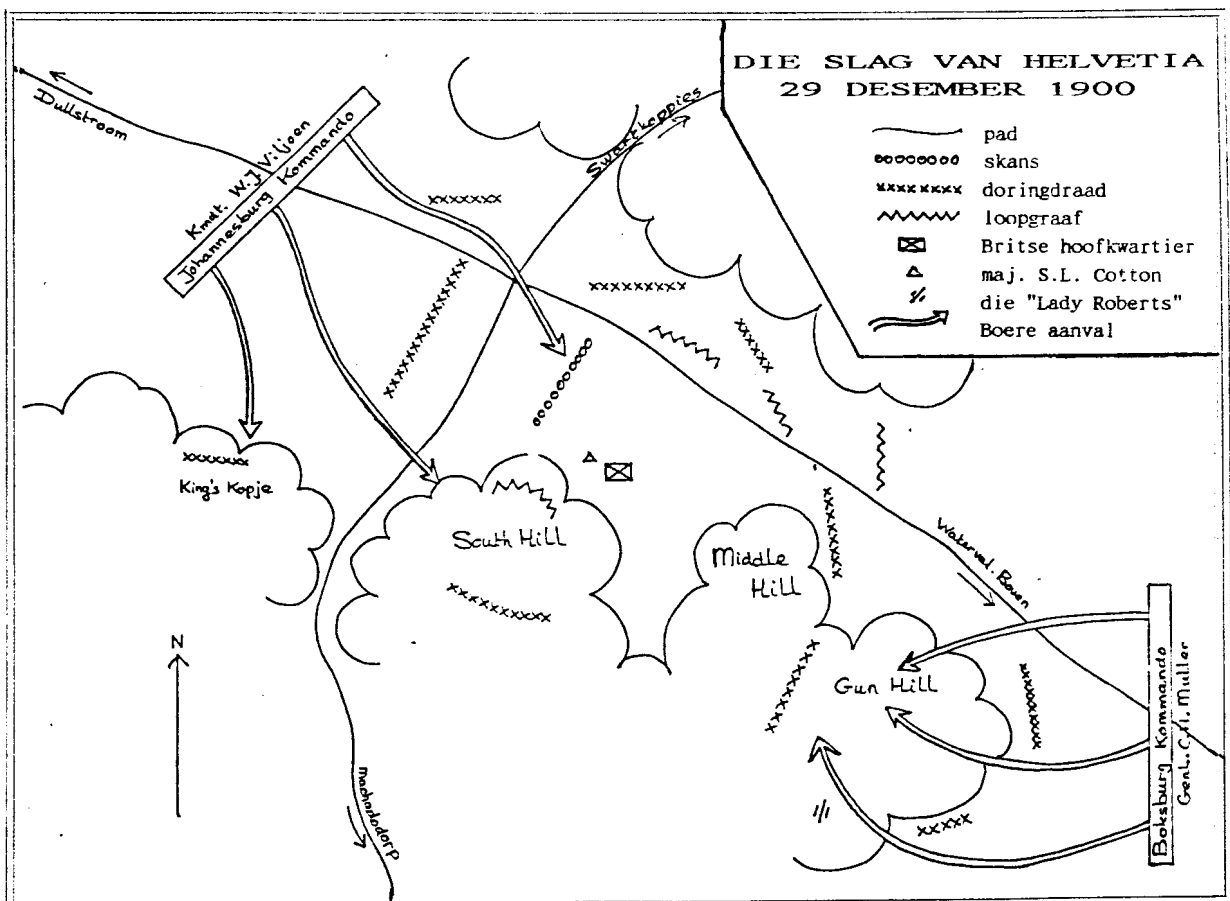 DIE SLAG VAN HELVETIA
29 DESEMBER 1900
pad
skans
doringdraad
loopgraaf
Britse hoofkwartier
maj. S.L. Cotton
die "Lady Roberts"
Boere aanval
Dullstroom
Swartkoppies
Kmdt. W.J. Viljoen
Johannesburg Kommando
King's Kopje
South Hill
Middle
Hill
Waterval-Boven
Gun Hill
Boksburg Kommando
Genl. C.H. Muller
N
Machadodorp